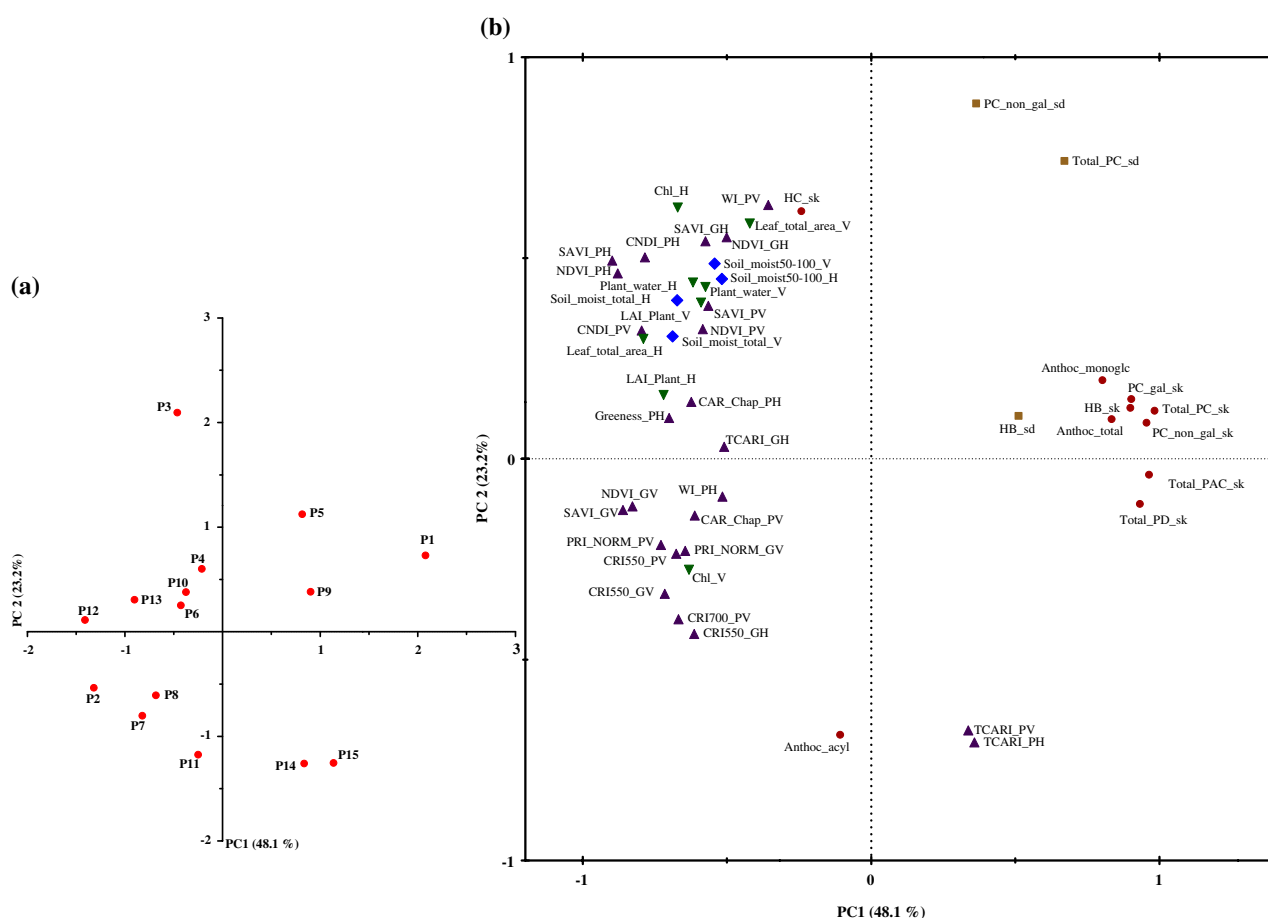 (a)
3
P3
2
P5
1
P1
P4
P10
P9
P13
P6
P12
PC 2 (23.2%)
-2
-1
1
2
3
P2
P8
P7
-1
P11
P14
P15
-2
PC1 (48.1 %)
(b)
1
PC_non_gal_sd
Total_PC_sd
Chl_H
WI_PV
HC_sk
SAVI_GH
Leaf_total_area_V
CNDI_PH
NDVI_GH
SAVI_PH
Soil_moist50-100_V
NDVI_PH
Soil_moist50-100_H
Plant_water_H
Plant_water_V
Soil_moist_total_H
SAVI_PV
LAI_Plant_V
CNDI_PV
NDVI_PV
Soil_moist_total_V
Leaf_total_area_H
LAI_Plant_H
CAR_Chap_PH
Greeness_PH
Anthoc_monoglc
PC_gal_sk
HB_sk
Total_PC_sk
HB_sd
Anthoc_total
PC_non_gal_sk
TCARI_GH
0
PC 2 (23.2%)
Total_PAC_sk
Total_PD_sk
NDVI_GV
WI_PH
SAVI_GV
CAR_Chap_PV
PRI_NORM_PV
PRI_NORM_GV
CRI550_PV
Chl_V
CRI550_GV
CRI700_PV
CRI550_GH
Anthoc_acyl
TCARI_PV
TCARI_PH
-1
-1
0
1
PC1 (48.1 %)